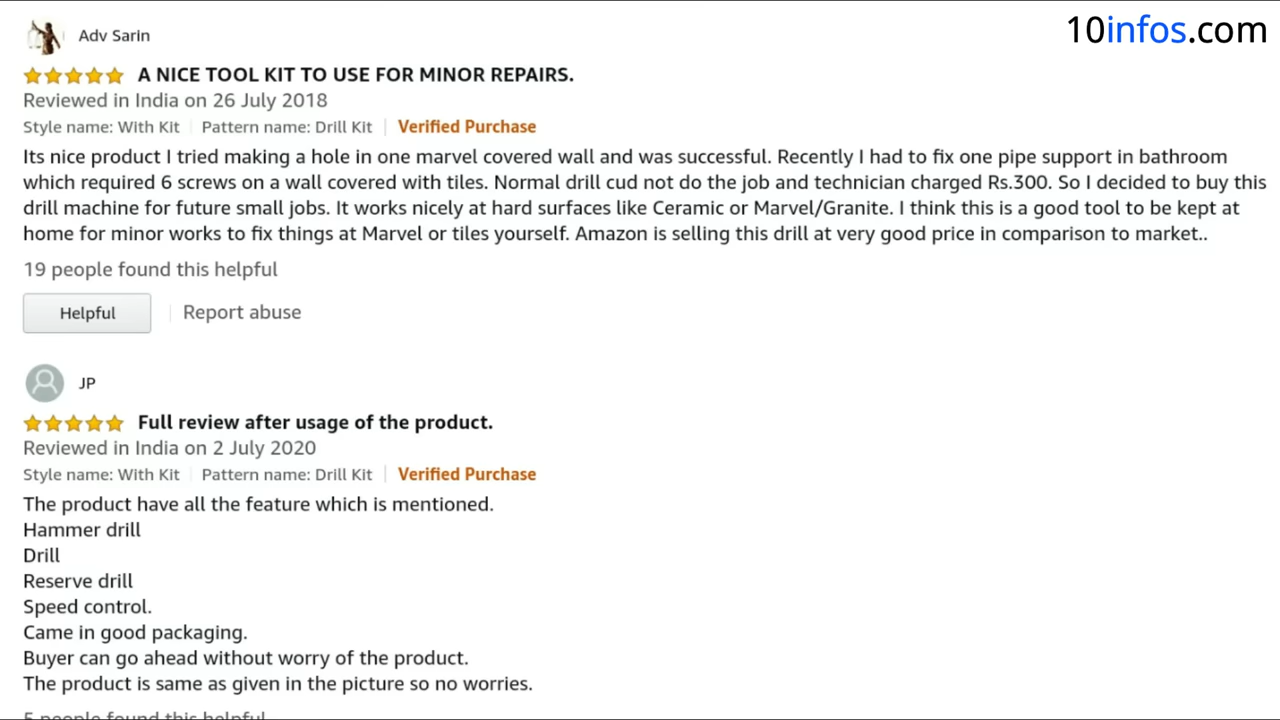 10infos.com
Adv Sarin
A NICE TOOL KIT TO USE FOR MINOR REPAIRS.
Reviewed in India on 26 July 2018
Style name: With Kit | Pattern name: Drill Kit | Verified Purchase
Its nice product I tried making a hole in one marvel covered wall and was successful. Recently I had to fix one pipe support in bathroom
which required 6 screws on a wall covered with tiles. Normal drill cud not do the job and technician charged Rs.300. So I decided to buy this
drill machine for future small jobs. It works nicely at hard surfaces like Ceramic or Marvel/Granite. I think this is a good tool to be kept at
home for minor works to fix things at Marvel or tiles yourself. Amazon is selling this drill at very good price in comparison to market..
19 people found this helpful
Helpful | Report abuse
JP
Full review after usage of the product.
Reviewed in India on 2 July 2020
Style name: With Kit | Pattern name: Drill Kit | Verified Purchase
The product have all the feature which is mentioned.
Hammer drill
Drill
Reserve drill
Speed control.
Came in good packaging.
Buyer can go ahead without worry of the product.
The product is same as given in the picture so no worries.
5 people found this helpful